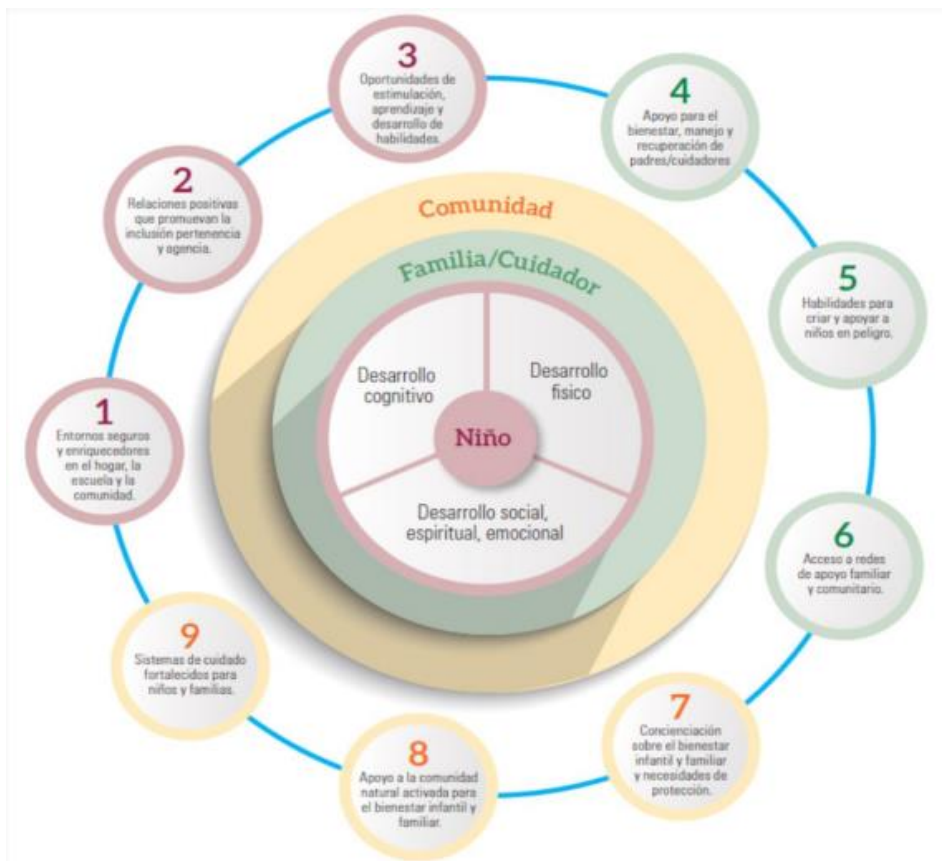 3
Oportunidades de
estimulación,
aprendizaje y
desarrollo de
habilidades.
4
Apoyo para el
bienestar, manejo y
recuperación de
padres/cuidadores
2
Relaciones positivas
que promuevan la
inclusión pertenencia
y agencia.
5
Habilidades para
criar y apoyar a
niños en peligro.
1
Entornos seguros
y enriquecedores
en el hogar, la
escuela y la
comunidad.
6
Acceso a redes
de apoyo familiar
y comunitario.
9
Sistemas de cuidado
fortalecidos para
niños y familias.
7
Concienciación
sobre el bienestar
infantil y familiar
y necesidades de
protección.
8
Apoyo a la comunidad
natural activada para
el bienestar infantil y
familiar.
Comunidad
Familia/Cuidador
Desarrollo
cognitivo
Desarrollo
físico
Niño
Desarrollo social,
espiritual, emocional